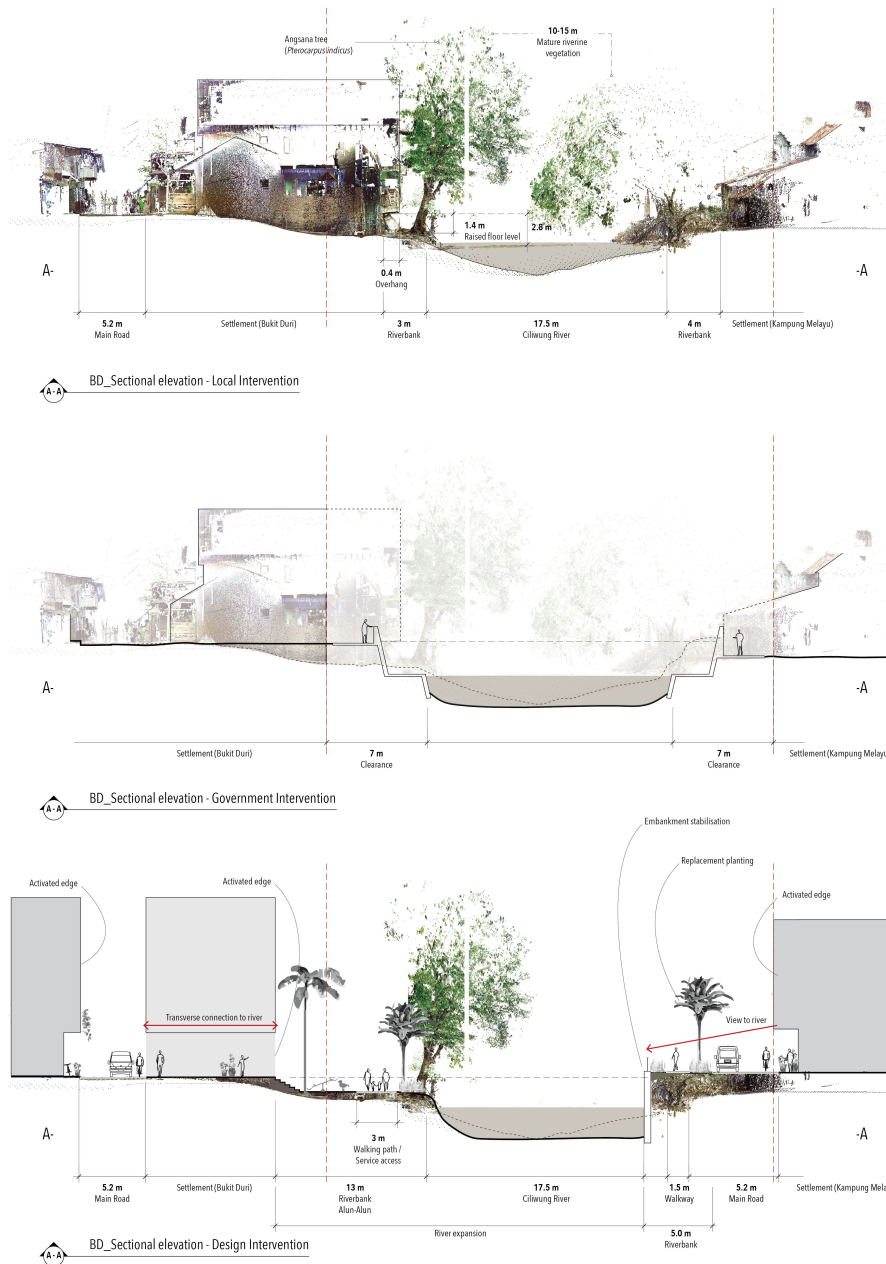 Angsana tree
(Pterocarpus indicus)
10-15 m
Mature riverine
vegetation
1.4 m
Raised floor level
2.8 m
A-
-A
0.4 m
Overhang
5.2 m
Main Road
Settlement (Bukit Duri)
3 m
Riverbank
17.5 m
Ciliwung River
4 m
Riverbank
Settlement (Kampung Melayu)
A-A
BD_Sectional elevation - Local Intervention
A-
-A
Settlement (Bukit Duri)
7 m
Clearance
7 m
Clearance
Settlement (Kampung Melayu
A-A
BD_Sectional elevation - Government Intervention
Embankment stabilisation
Replacement planting
Activated edge
Activated edge
Activated edge
Transverse connection to river
View to river
A-
-A
3 m
Walking path /
Service access
5.2 m
Main Road
Settlement (Bukit Duri)
13 m
Riverbank
Alun-Alun
17.5 m
Ciliwung River
1.5 m
Walkway
5.2 m
Main Road
Settlement (Kampung Mela
River expansion
5.0 m
Riverbank
A-A
BD_Sectional elevation - Design Intervention